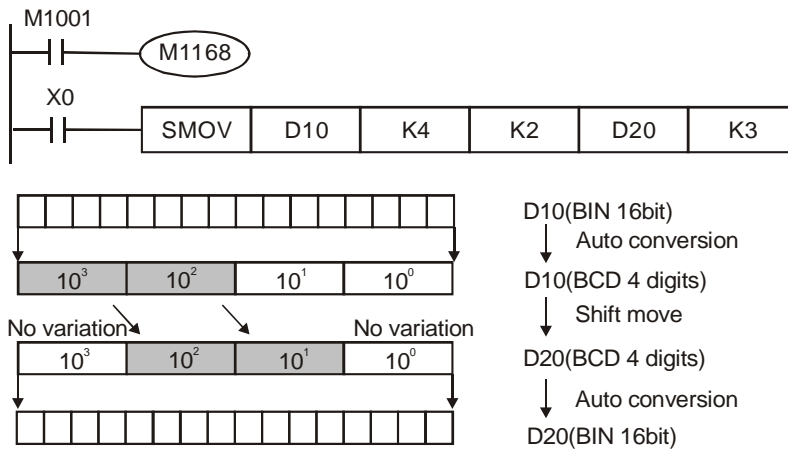 M1001
M1168
X0
SMOV D10 K4 K2 D20 K3
D10(BIN 16bit)
Auto conversion
10³ 10² 10¹ 10⁰
D10(BCD 4 digits)
Shift move
No variation No variation
10³ 10² 10¹ 10⁰
D20(BCD 4 digits)
Auto conversion
D20(BIN 16bit)